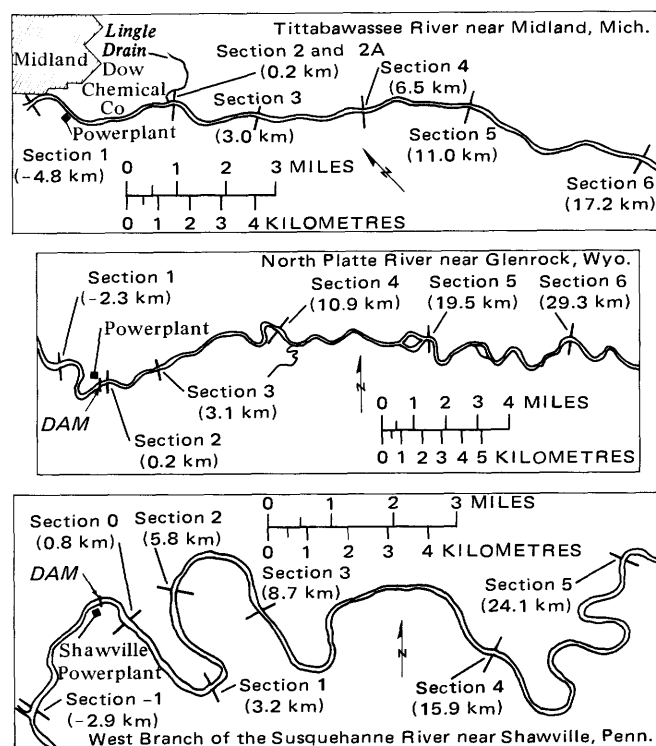 Tittabawassee River near Midland, Mich.
Lingle
Drain
Midland
Dow
Chemical
Co
Section 2 and 2A
(0.2 km)
Section 3
(3.0 km)
Section 4
(6.5 km)
Powerplant
Section 1
(-4.8 km)
Section 5
(11.0 km)
Section 6
(17.2 km)
0 1 2 3
MILES
0 1 2 3 4 KILOMETRES
N
North Platte River near Glenrock, Wyo.
Section 1
(-2.3 km)
Powerplant
Section 4
(10.9 km)
Section 5
(19.5 km)
Section 6
(29.3 km)
DAM
Section 3
(3.1 km)
Section 2
(0.2 km)
N
0 1 2 3 4
MILES
0 1 2 3 4 5
KILOMETRES
Section 0
(0.8 km)
Section 2
(5.8 km)
0 1 2 3 MILES
0 1 2 3 4 KILOMETRES
DAM
Section 3
(8.7 km)
Section 5
(24.1 km)
Shawville
Powerplant
N
Section -1
(-2.9 km)
Section 1
(3.2 km)
Section 4
(15.9 km)
West Branch of the Susquehanne River near Shawville, Penn.